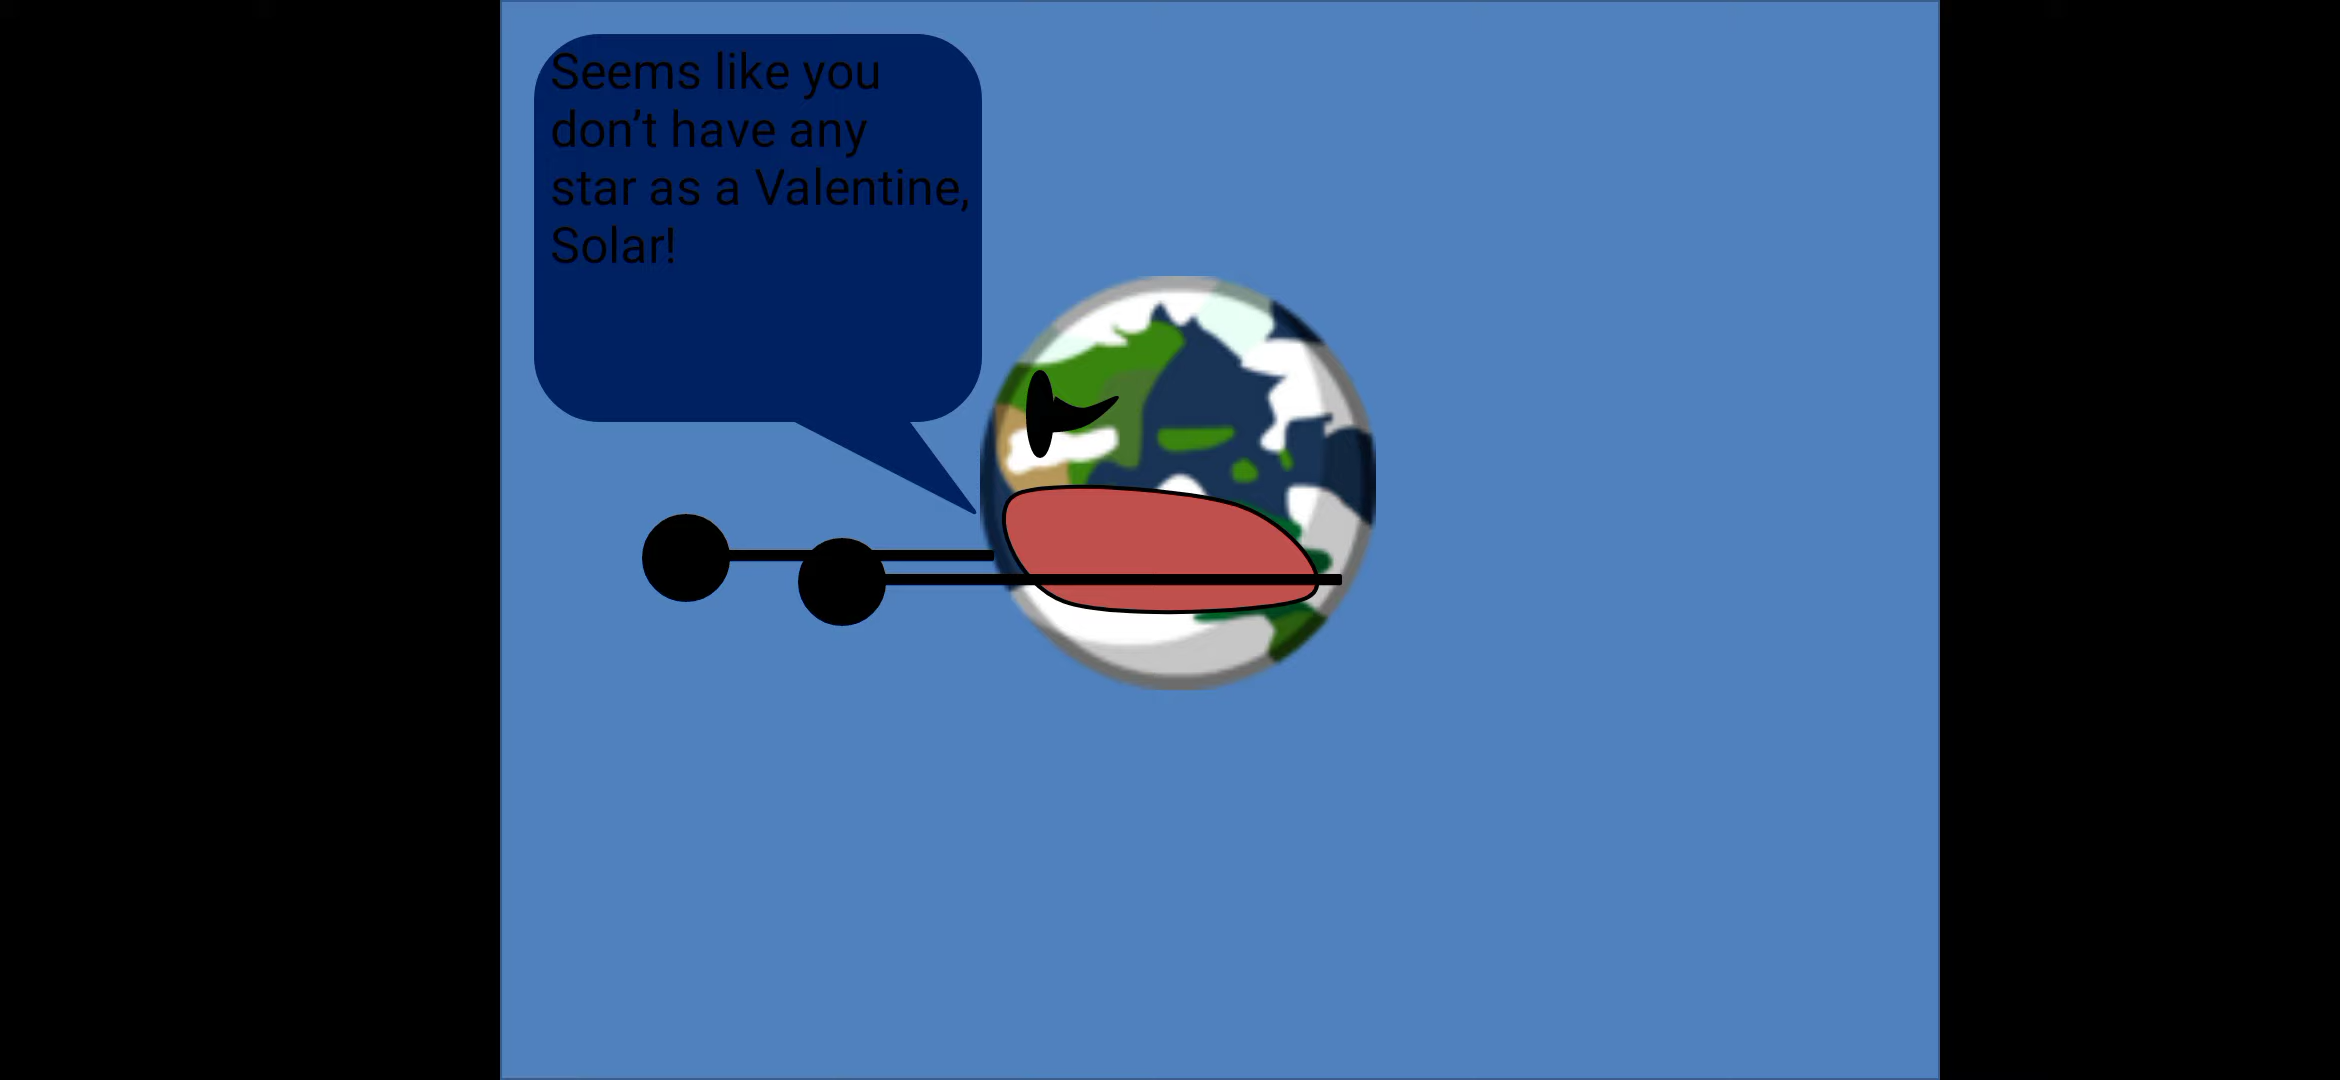 Seems like you
don’t have any
star as a Valentine,
Solar!